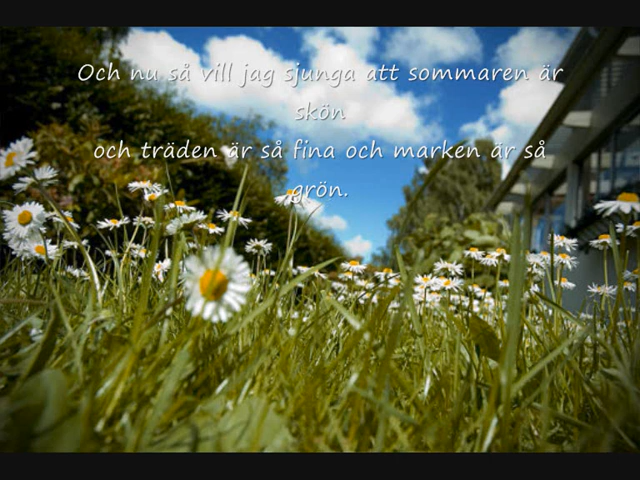 Och nu så vill jag sjunga att sommaren är
skön
och träden är så fina och marken är så
grön.